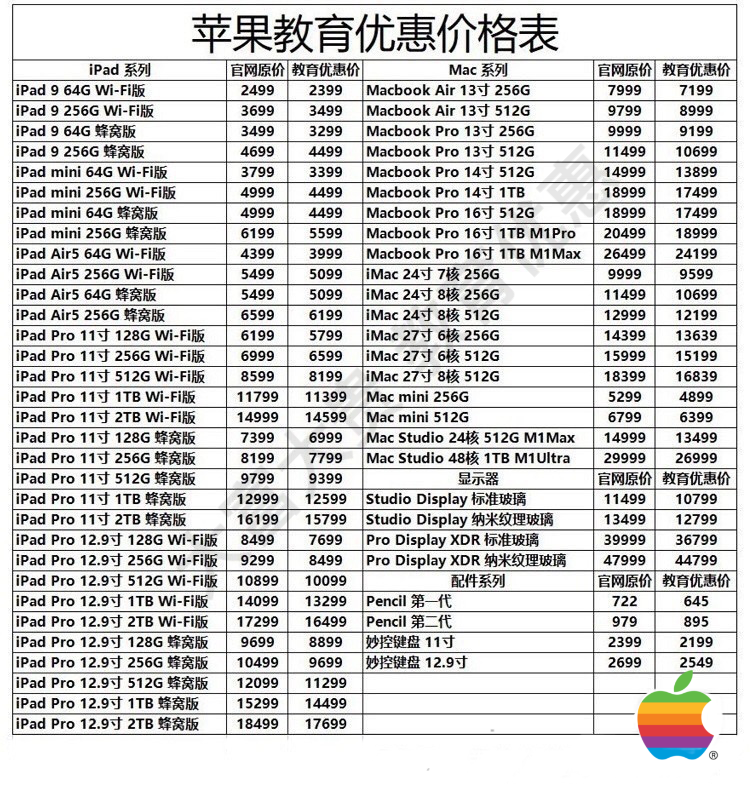 苹果教育优惠价格表
iPad 系列 官网原价 教育优惠价 Mac 系列 官网原价 教育优惠价
iPad 9 64G Wi-Fi版 2499 2399 Macbook Air 13寸 256G 7999 7199
iPad 9 256G Wi-Fi版 3699 3499 Macbook Air 13寸 512G 9799 8999
iPad 9 64G 蜂窝版 3499 3299 Macbook Pro 13寸 256G 9999 9199
iPad 9 256G 蜂窝版 4699 4499 Macbook Pro 13寸 512G 11499 10699
iPad mini 64G Wi-Fi版 3799 3399 Macbook Pro 14寸 512G 14999 13899
iPad mini 256G Wi-Fi版 4999 4499 Macbook Pro 14寸 1TB 18999 17499
iPad mini 64G 蜂窝版 4999 4499 Macbook Pro 16寸 512G 18999 17499
iPad mini 256G 蜂窝版 6199 5599 Macbook Pro 16寸 1TB M1Pro 20499 18999
iPad Air5 64G Wi-Fi版 4399 3999 Macbook Pro 16寸 1TB M1Max 26499 24199
iPad Air5 256G Wi-Fi版 5499 5099 iMac 24寸 7核 256G 9999 9599
iPad Air5 64G 蜂窝版 5499 5099 iMac 24寸 8核 256G 11499 10699
iPad Air5 256G 蜂窝版 6599 6199 iMac 24寸 8核 512G 12999 12199
iPad Pro 11寸 128G Wi-Fi版 6199 5799 iMac 27寸 6核 256G 14399 13639
iPad Pro 11寸 256G Wi-Fi版 6999 6599 iMac 27寸 6核 512G 15999 15199
iPad Pro 11寸 512G Wi-Fi版 8599 8199 iMac 27寸 8核 512G 18399 16839
iPad Pro 11寸 1TB Wi-Fi版 11799 11399 Mac mini 256G 5299 4899
iPad Pro 11寸 2TB Wi-Fi版 14999 14599 Mac mini 512G 6799 6399
iPad Pro 11寸 128G 蜂窝版 7399 6999 Mac Studio 24核 512G M1Max 14999 13499
iPad Pro 11寸 256G 蜂窝版 8199 7799 Mac Studio 48核 1TB M1Ultra 29999 26999
iPad Pro 11寸 512G 蜂窝版 9799 9399 显示器 官网原价 教育优惠价
iPad Pro 11寸 1TB 蜂窝版 12999 12599 Studio Display 标准玻璃 11499 10799
iPad Pro 11寸 2TB 蜂窝版 16199 15799 Studio Display 纳米纹理玻璃 13499 12799
iPad Pro 12.9寸 128G Wi-Fi版 8499 7699 Pro Display XDR 标准玻璃 39999 36799
iPad Pro 12.9寸 256G Wi-Fi版 9299 8499 Pro Display XDR 纳米纹理玻璃 47999 44799
iPad Pro 12.9寸 512G Wi-Fi版 10899 10099 配件系列 官网原价 教育优惠价
iPad Pro 12.9寸 1TB Wi-Fi版 14099 13299 Pencil 第一代 722 645
iPad Pro 12.9寸 2TB Wi-Fi版 17299 16499 Pencil 第二代 979 895
iPad Pro 12.9寸 128G 蜂窝版 9699 8899 妙控键盘 11寸 2399 2199
iPad Pro 12.9寸 256G 蜂窝版 10499 9699 妙控键盘 12.9寸 2699 2549
iPad Pro 12.9寸 512G 蜂窝版 12099 11299
iPad Pro 12.9寸 1TB 蜂窝版 15299 14499
iPad Pro 12.9寸 2TB 蜂窝版 18499 17699
®